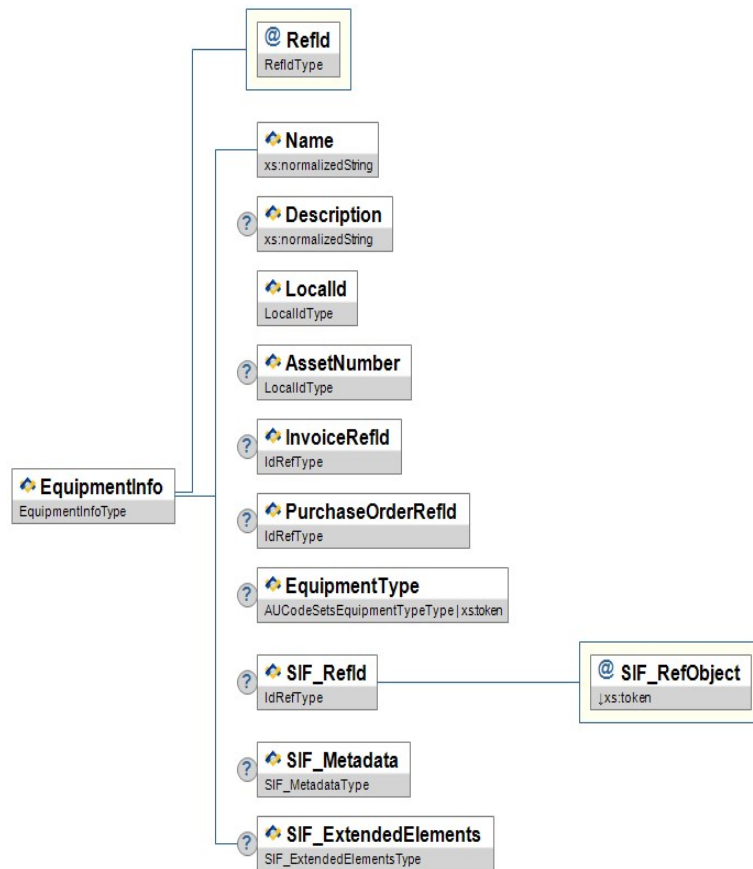 @ RefId
RefIdType
Name
xs:normalizedString
? Description
xs:normalizedString
LocalId
LocalIdType
? AssetNumber
LocalIdType
? InvoiceRefId
IdRefType
EquipmentInfo
EquipmentInfoType
? PurchaseOrderRefId
IdRefType
? EquipmentType
AUCodeSetsEquipmentTypeType | xs:token
? SIF_RefId
IdRefType
@ SIF_RefObject
↓xs:token
? SIF_Metadata
SIF_MetadataType
? SIF_ExtendedElements
SIF_ExtendedElementsType